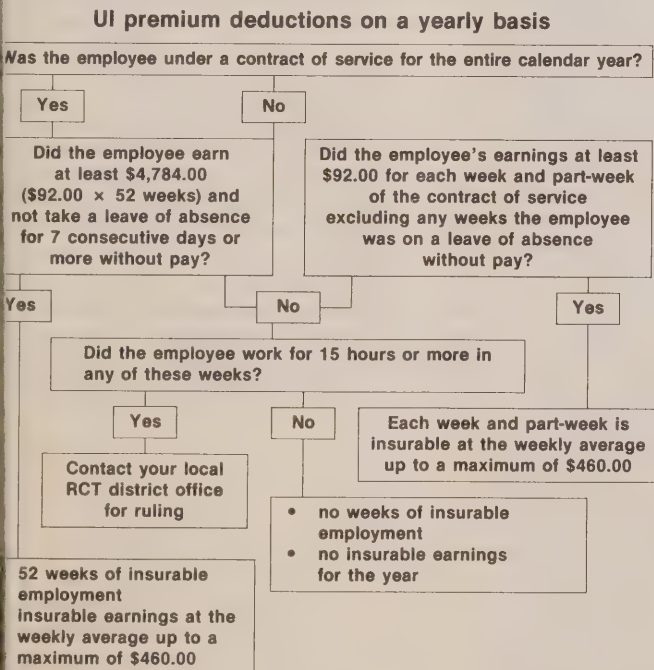 UI premium deductions on a yearly basis
Was the employee under a contract of service for the entire calendar year?
Yes
No
Did the employee earn
at least $4,784.00
($92.00 × 52 weeks) and
not take a leave of absence
for 7 consecutive days or
more without pay?
Did the employee's earnings at least
$92.00 for each week and part-week
of the contract of service
excluding any weeks the employee
was on a leave of absence
without pay?
Yes
No
Yes
Did the employee work for 15 hours or more in
any of these weeks?
Yes
No
Each week and part-week is
insurable at the weekly average
up to a maximum of $460.00
Contact your local
RCT district office
for ruling
• no weeks of insurable
employment
• no insurable earnings
for the year
52 weeks of insurable
employment
insurable earnings at the
weekly average up to a
maximum of $460.00